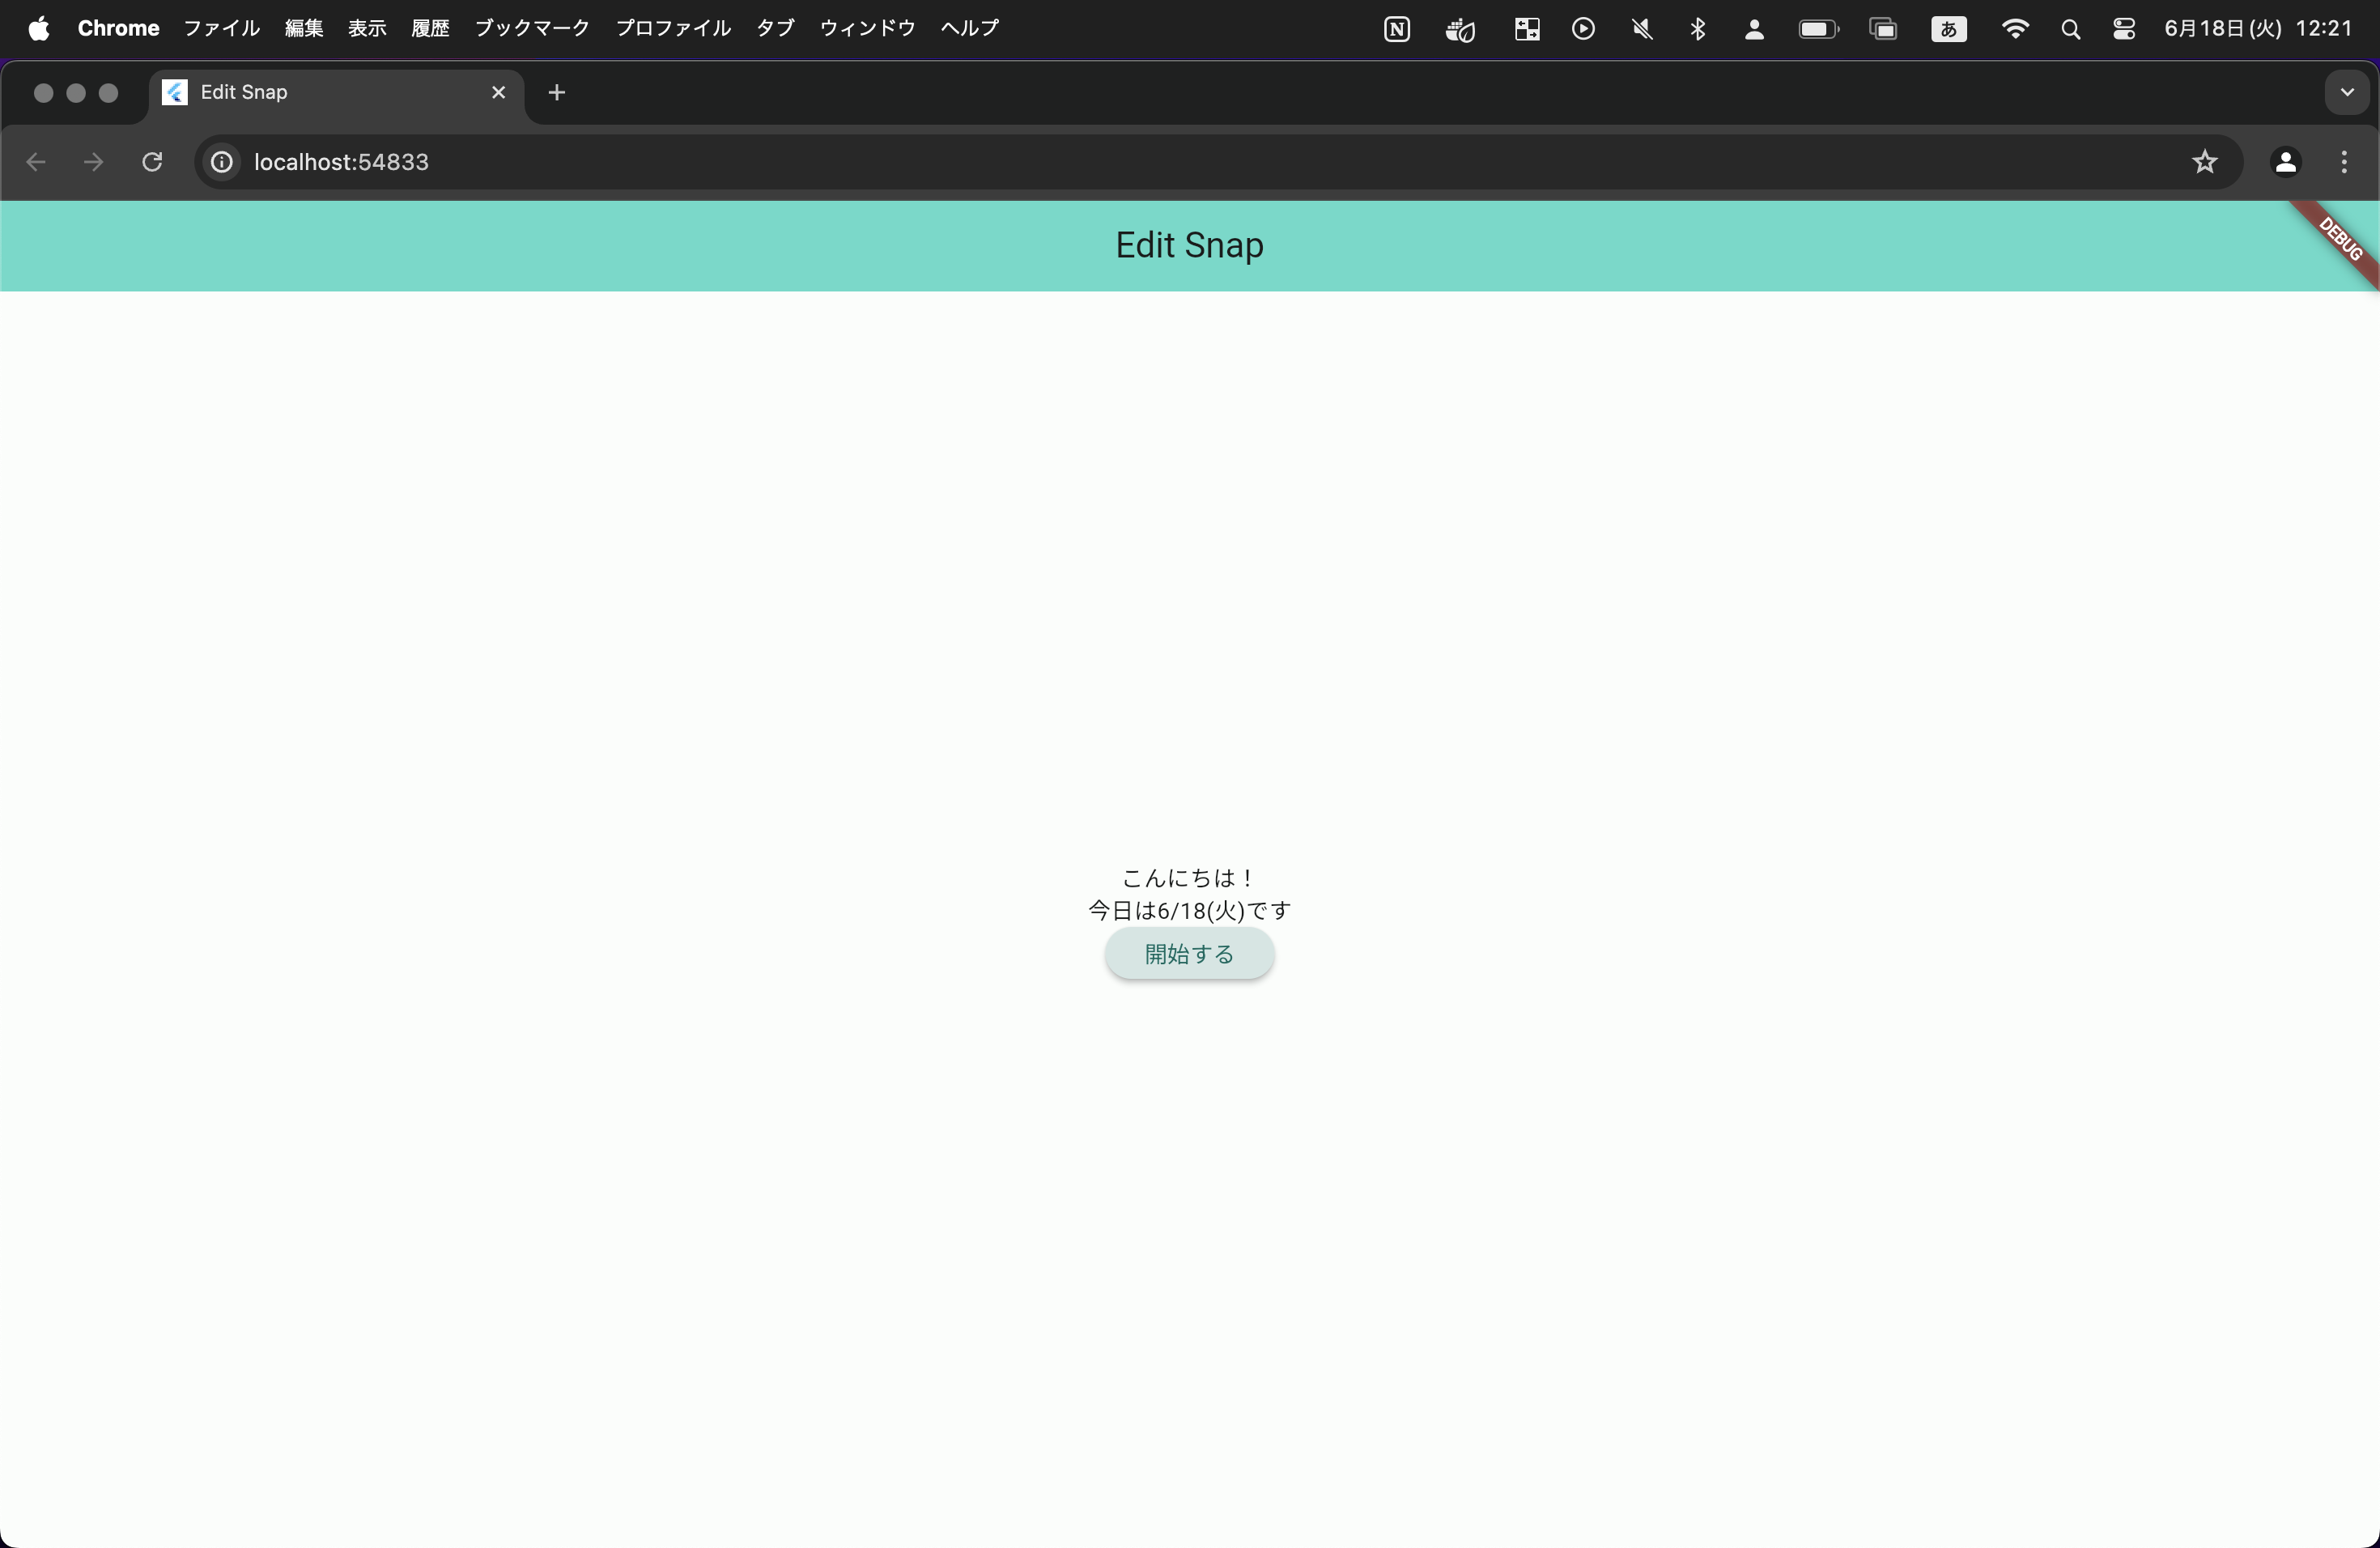 Chrome ファイル 編集 表示 履歴 ブックマーク プロファイル タブ ウィンドウ ヘルプ N あ 6月18日(火) 12:21
Edit Snap
localhost:54833
Edit Snap
DEBUG
こんにちは！
今日は6/18(火)です
開始する